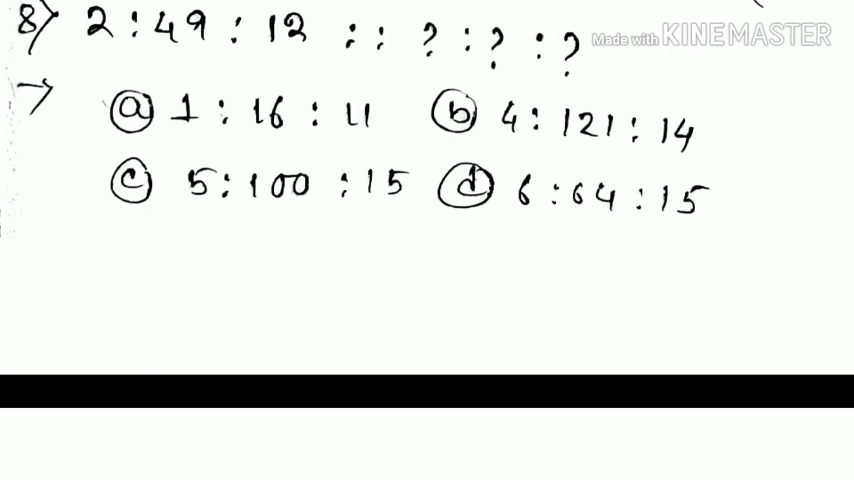 8) 2 : 49 : 12 : : ? : ? : ?
Made with KINEMASTER
→ (a) 1 : 16 : 11 (b) 4 : 121 : 14
(c) 5 : 100 : 15 (d) 6 : 64 : 15